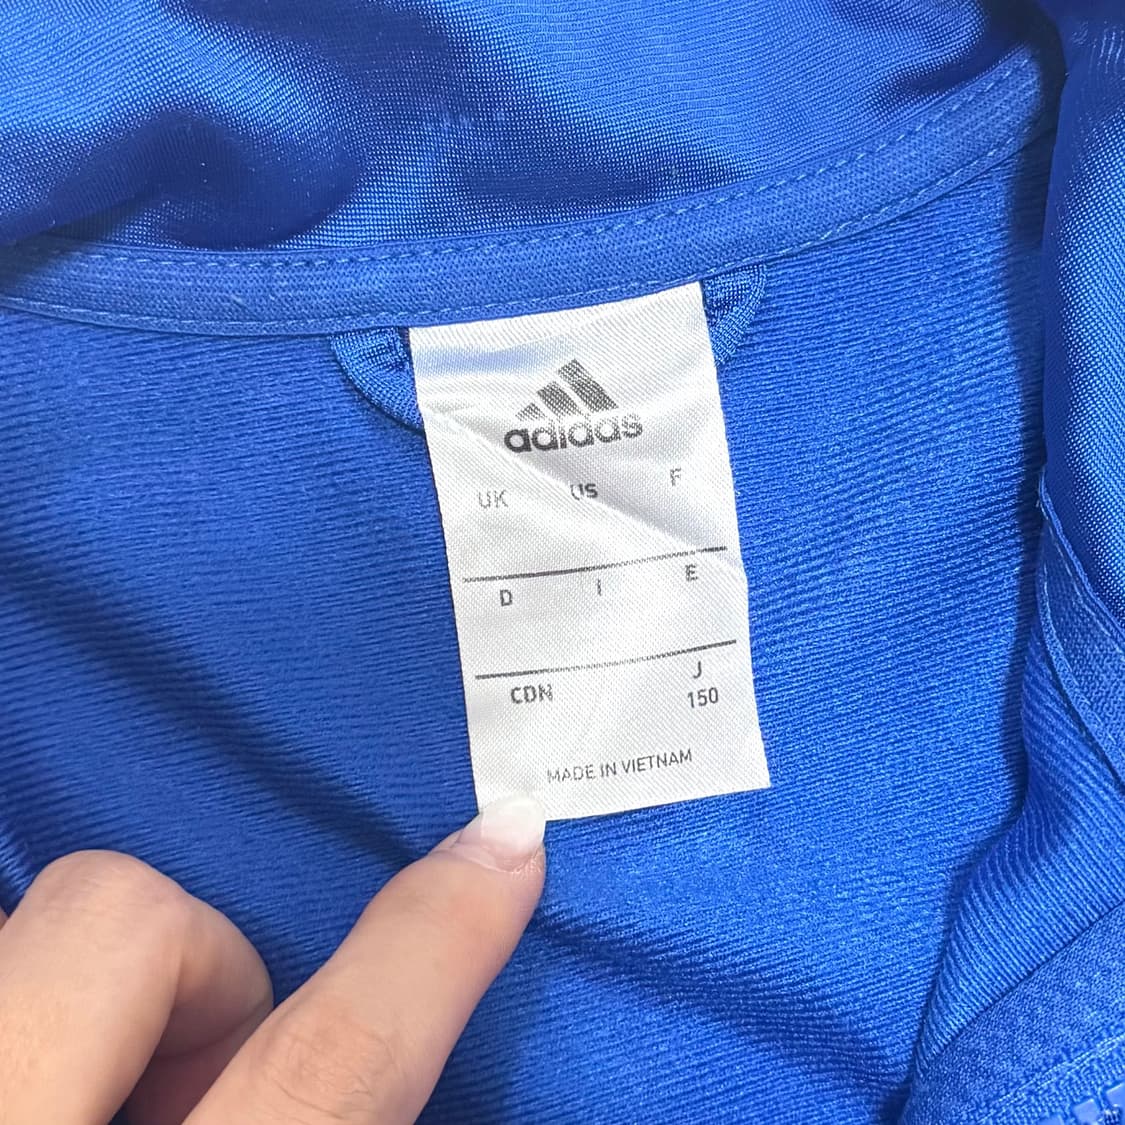 adidas
UK US F
D I E
CDN J
150
MADE IN VIETNAM